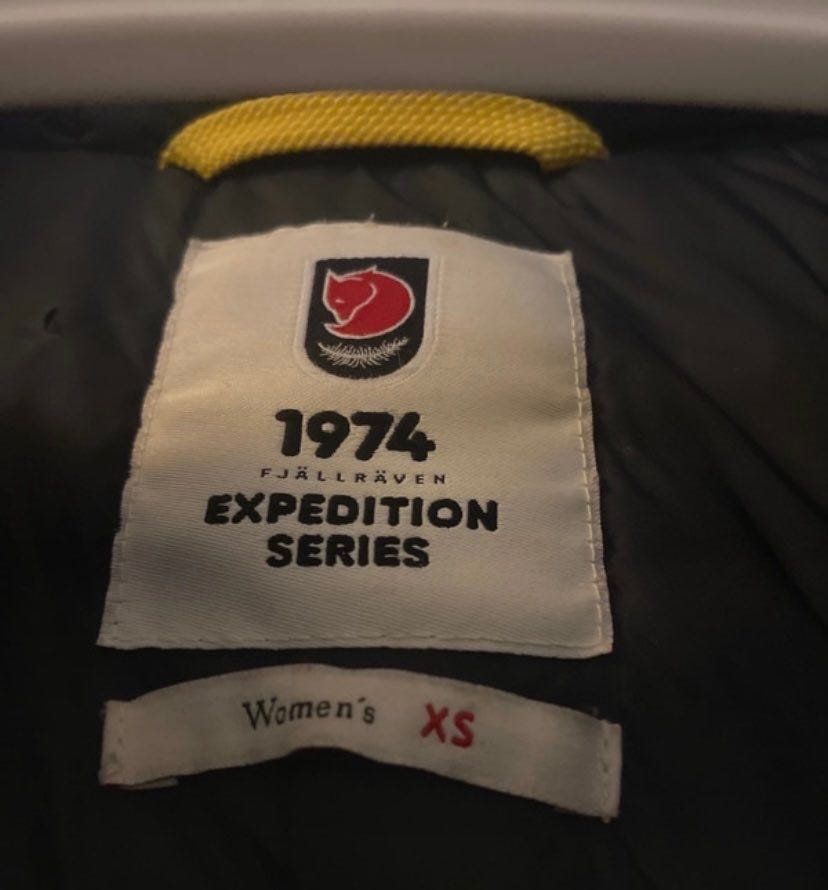 1974
FJÄLLRÄVEN
EXPEDITION
SERIES
Women's XS